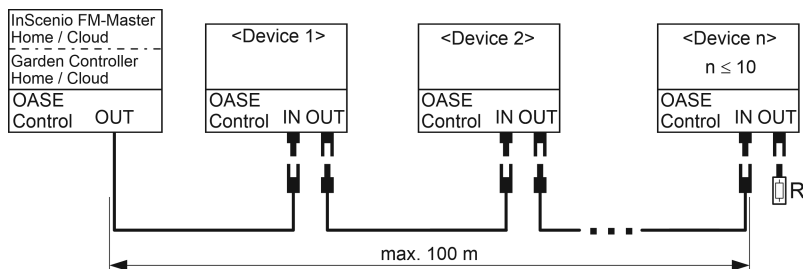 InScenio FM-Master
Home / Cloud
Garden Controller
Home / Cloud
OASE
Control OUT
<Device 1>
OASE
Control IN OUT
<Device 2>
OASE
Control IN OUT
<Device n>
n ≤ 10
OASE
Control IN OUT
R
max. 100 m